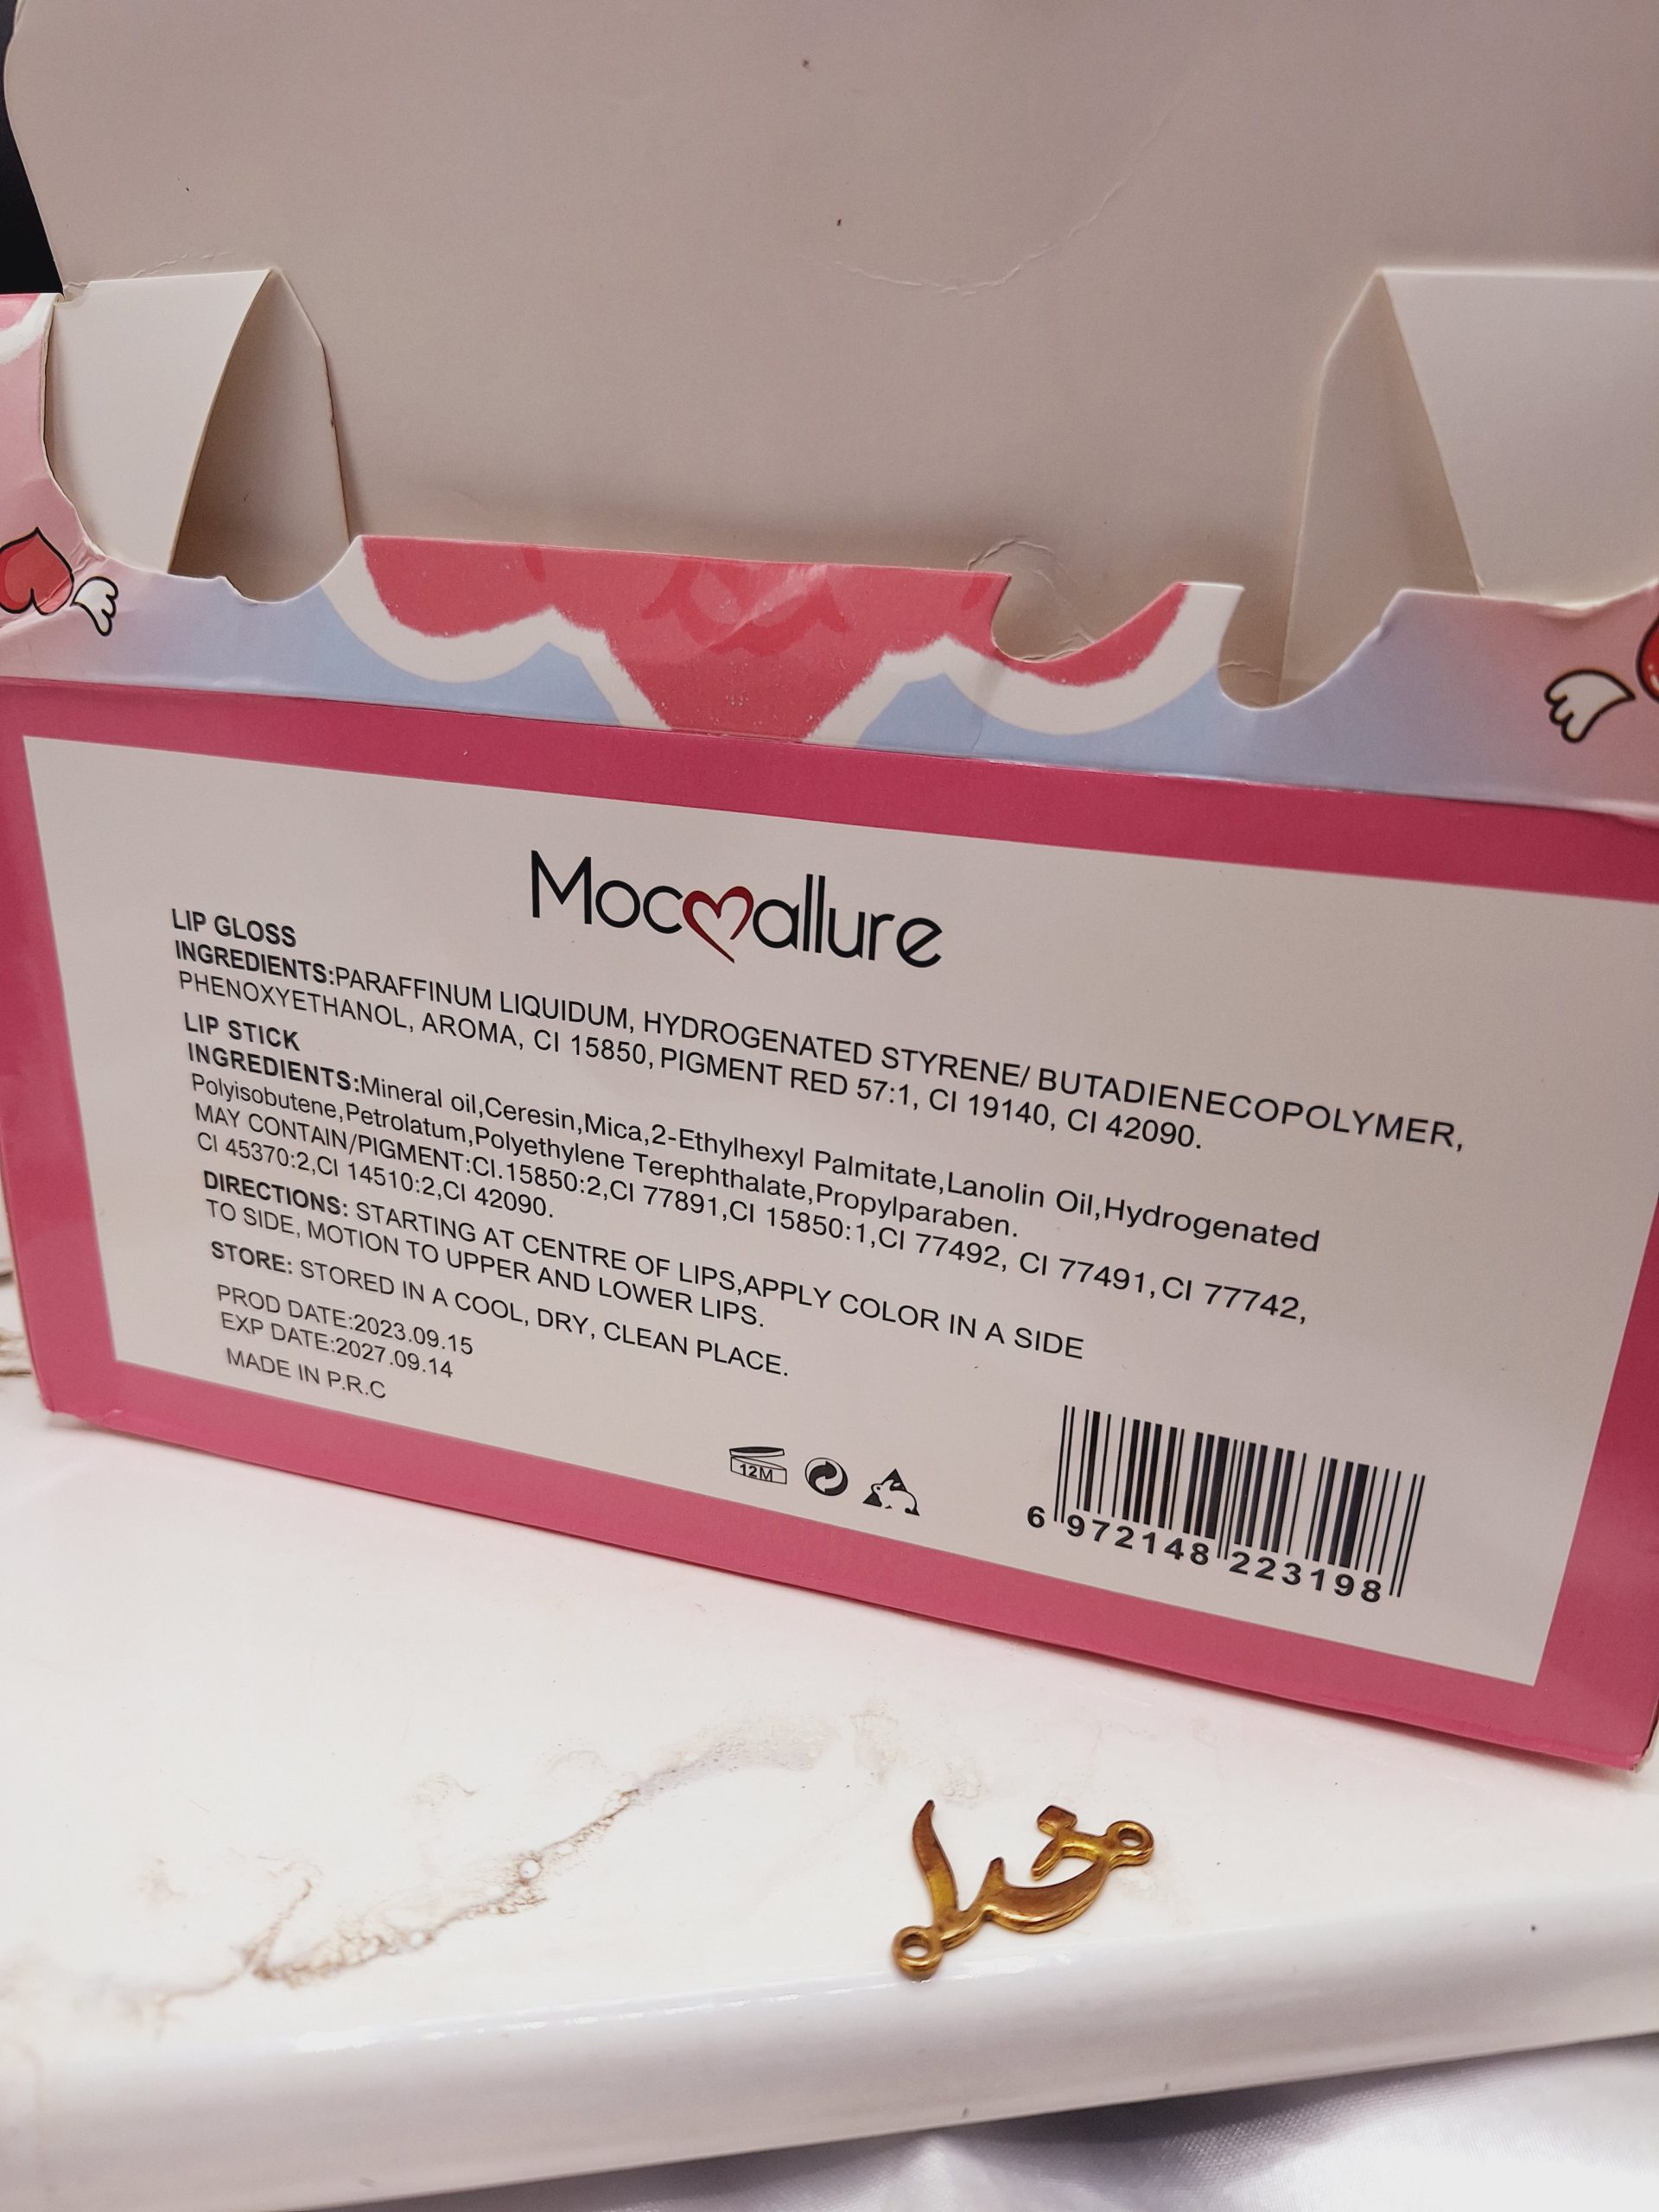 Mocallure
LIP GLOSS
INGREDIENTS:PARAFFINUM LIQUIDUM, HYDROGENATED STYRENE/ BUTADIENECOPOLYMER,
PHENOXYETHANOL, AROMA, CI 15850, PIGMENT RED 57:1, CI 19140, CI 42090.
LIP STICK
INGREDIENTS:Mineral oil,Ceresin,Mica,2-Ethylhexyl Palmitate,Lanolin Oil,Hydrogenated
Polyisobutene,Petrolatum,Polyethylene Terephthalate,Propylparaben.
MAY CONTAIN/PIGMENT:CI.15850:2,CI 77891,CI 15850:1,CI 77492, CI 77491,CI 77742,
CI 45370:2,CI 14510:2,CI 42090.
DIRECTIONS: STARTING AT CENTRE OF LIPS,APPLY COLOR IN A SIDE
TO SIDE, MOTION TO UPPER AND LOWER LIPS.
STORE: STORED IN A COOL, DRY, CLEAN PLACE.
PROD DATE:2023.09.15
EXP DATE:2027.09.14
MADE IN P.R.C
12M
6 972148 223198